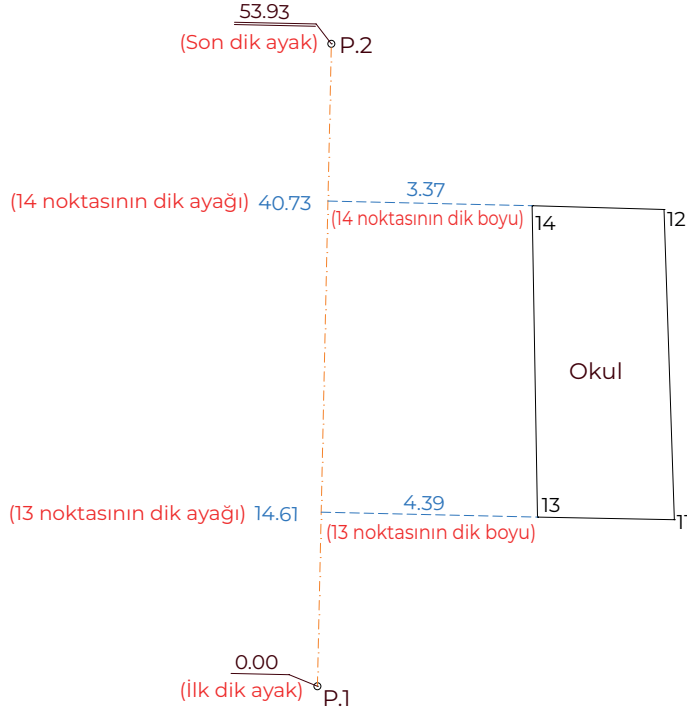 53.93
(Son dik ayak) P.2
(14 noktasının dik ayağı) 40.73 3.37
(14 noktasının dik boyu) 14 12
Okul
(13 noktasının dik ayağı) 14.61 4.39 13
(13 noktasının dik boyu) 11
0.00
(İlk dik ayak) P.1